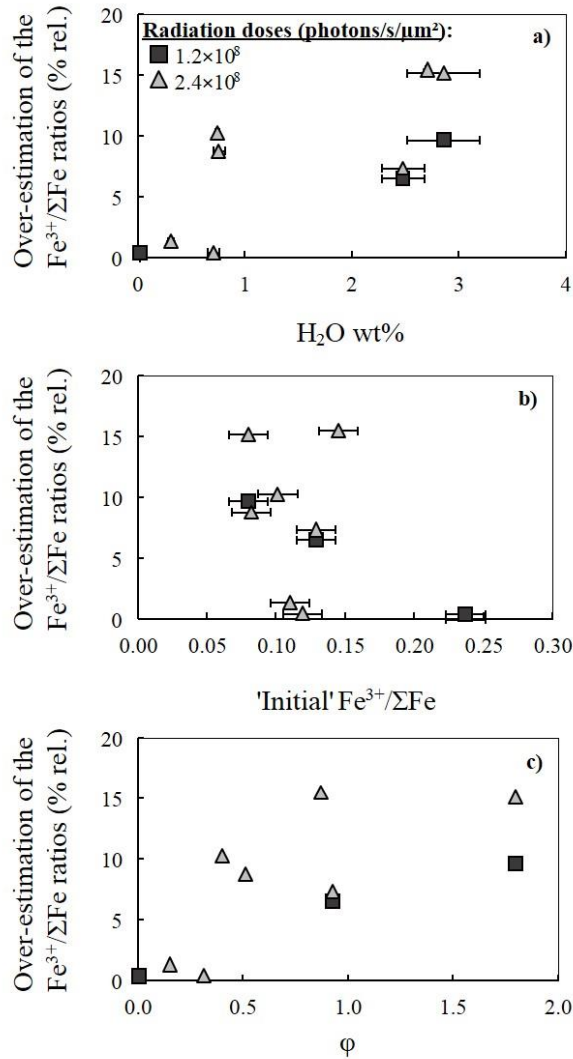 Over-estimation of the
Fe³⁺/ΣFe ratios (% rel.)
20
15
10
5
0
Radiation doses (photons/s/μm²):
1.2×10⁸
2.4×10⁸
a)
0
1
2
3
4
H₂O wt%
Over-estimation of the
Fe³⁺/ΣFe ratios (% rel.)
20
15
10
5
0
b)
0.00
0.05
0.10
0.15
0.20
0.25
0.30
'Initial' Fe³⁺/ΣFe
Over-estimation of the
Fe³⁺/ΣFe ratios (% rel.)
20
15
10
5
0
c)
0.0
0.5
1.0
1.5
2.0
φ